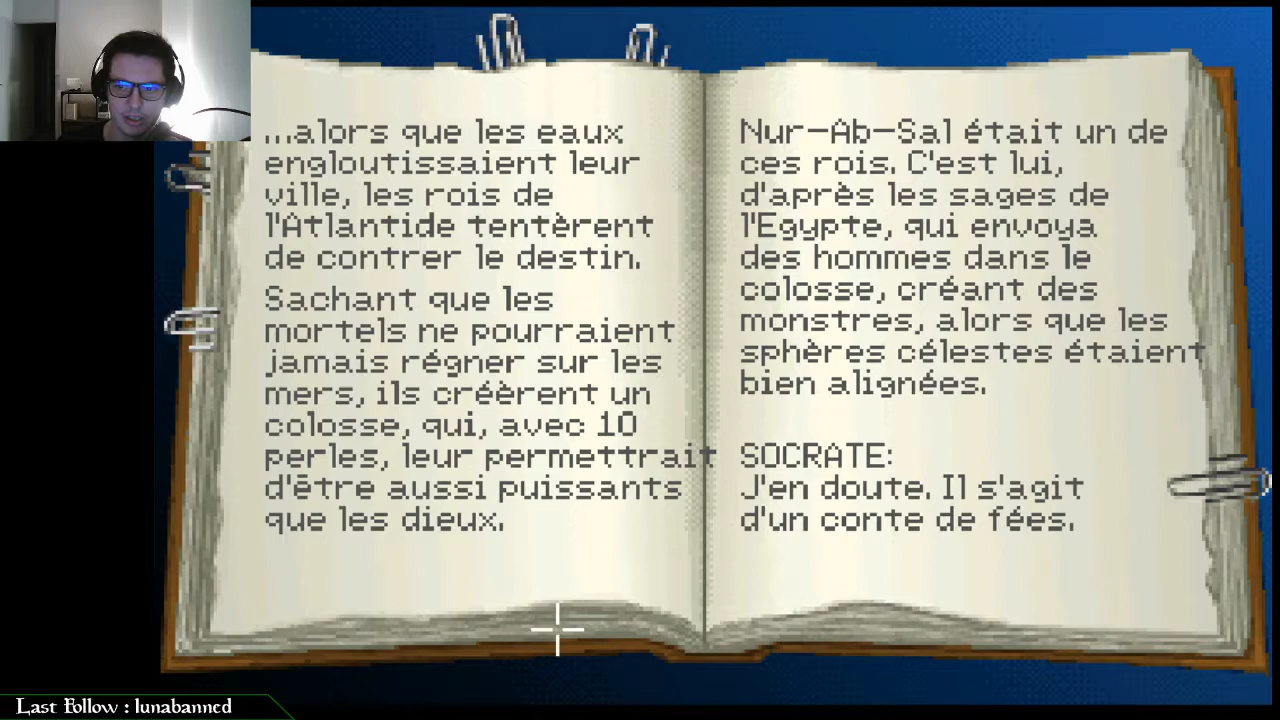 ...alors que les eaux
engloutissaient leur
ville, les rois de
l'Atlantide tentèrent
de contrer le destin.
Sachant que les
mortels ne pourraient
jamais régner sur les
mers, ils créèrent un
colosse, qui, avec 10
perles, leur permettrait
d'être aussi puissants
que les dieux.
Nur-Ab-Sal était un de
ces rois. C'est lui,
d'après les sages de
l'Egypte, qui envoya
des hommes dans le
colosse, créant des
monstres, alors que les
sphères célestes étaient
bien alignées.
SOCRATE:
J'en doute. Il s'agit
d'un conte de fées.
Last Follow : lunabanned